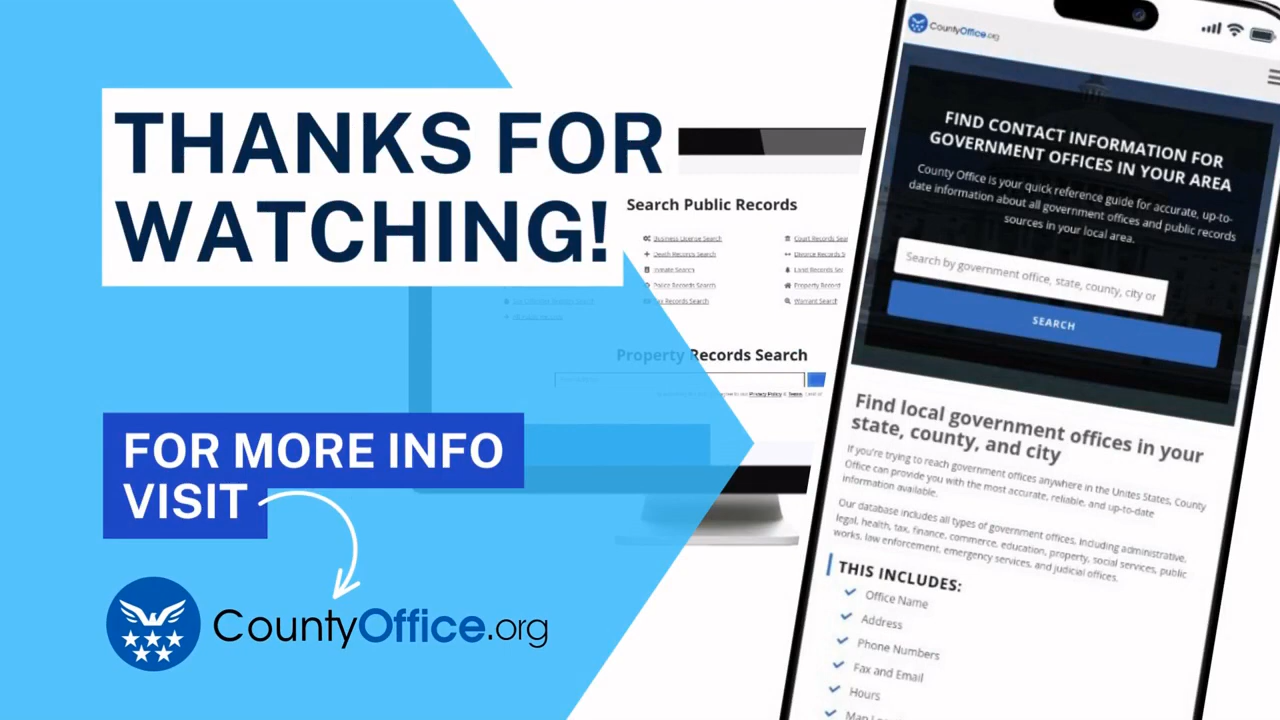 THANKS FOR
WATCHING!
FOR MORE INFO
VISIT
CountyOffice.org
Search Public Records
Business License Search
Death Records Search
Inmate Search
Police Records Search
Tax Records Search
Court Records Sear
Divorce Records S
Land Records Se
Property Record
Warrant Search
Property Records Search
Privacy Policy & Terms
CountyOffice.org
FIND CONTACT INFORMATION FOR
GOVERNMENT OFFICES IN YOUR AREA
County Office is your quick reference guide for accurate, up-to-
date information about all government offices and public records
sources in your local area.
Search by government office, state, county, city or
SEARCH
Find local government offices in your
state, county, and city
If you're trying to reach government offices anywhere in the Unites States, County
Office can provide you with the most accurate, reliable, and up-to-date
information available.
Our database includes all types of government offices, including administrative,
legal, health, tax, finance, commerce, education, property, social services, public
works, law enforcement, emergency services, and judicial offices.
THIS INCLUDES:
Office Name
Address
Phone Numbers
Fax and Email
Hours